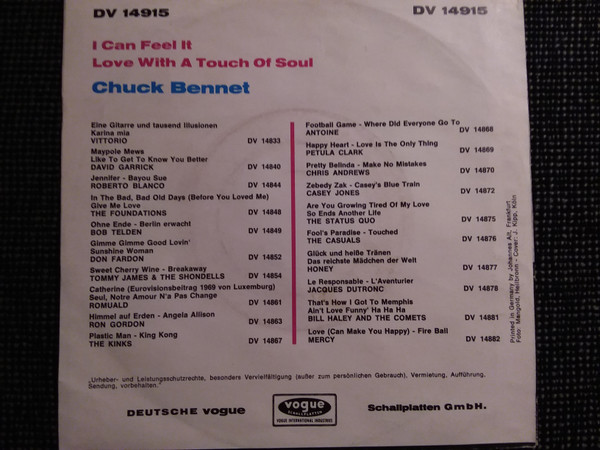 DV 14915
DV 14915
I Can Feel It
Love With A Touch Of Soul
Chuck Bennet
Eine Gitarre und tausend Illusionen
Karina mia
VITTORIO DV 14833
Maypole Mews
Like To Get To Know You Better
DAVID GARRICK DV 14840
Jennifer - Bayou Sue
ROBERTO BLANCO DV 14844
In The Bad, Bad Old Days (Before You Loved Me)
Give Me Love
THE FOUNDATIONS DV 14848
Ohne Ende - Berlin erwacht
BOB TELDEN DV 14849
Gimme Gimme Good Lovin'
Sunshine Woman
DON FARDON DV 14852
Sweet Cherry Wine - Breakaway
TOMMY JAMES & THE SHONDELLS DV 14854
Catherine (Eurovisionsbeitrag 1969 von Luxemburg)
Seul, Notre Amour N'a Pas Change
ROMUALD DV 14861
Himmel auf Erden - Angela Allison
RON GORDON DV 14863
Plastic Man - King Kong
THE KINKS DV 14867
Football Game - Where Did Everyone Go To
ANTOINE DV 14868
Happy Heart - Love Is The Only Thing
PETULA CLARK DV 14869
Pretty Belinda - Make No Mistakes
CHRIS ANDREWS DV 14870
Zebedy Zak - Casey's Blue Train
CASEY JONES DV 14872
Are You Growing Tired Of My Love
So Ends Another Life
THE STATUS QUO DV 14875
Fool's Paradise - Touched
THE CASUALS DV 14876
Glück und heiße Tränen
Das reichste Mädchen der Welt
HONEY DV 14877
Le Responsable - L'Aventurier
JACQUES DUTRONC DV 14878
That's How I Got To Memphis
Ain't Love Funny' Ha Ha Ha
BILL HALEY AND THE COMETS DV 14881
Love (Can Make You Happy) - Fire Ball
MERCY DV 14882
Printed in Germany by Johannes Alt, Frankfurt
Foto: Mangold, Heilbronn - Cover: J. Kipp, Köln
„Urheber- und Leistungsschutzrechte, besonders Vervielfältigung (außer zum persönlichen Gebrauch), Vermietung, Aufführung,
Sendung, vorbehalten."
DEUTSCHE vogue
vogue
SCHALLPLATTEN
VOGUE INTERNATIONAL INDUSTRIES
Schallplatten GmbH.